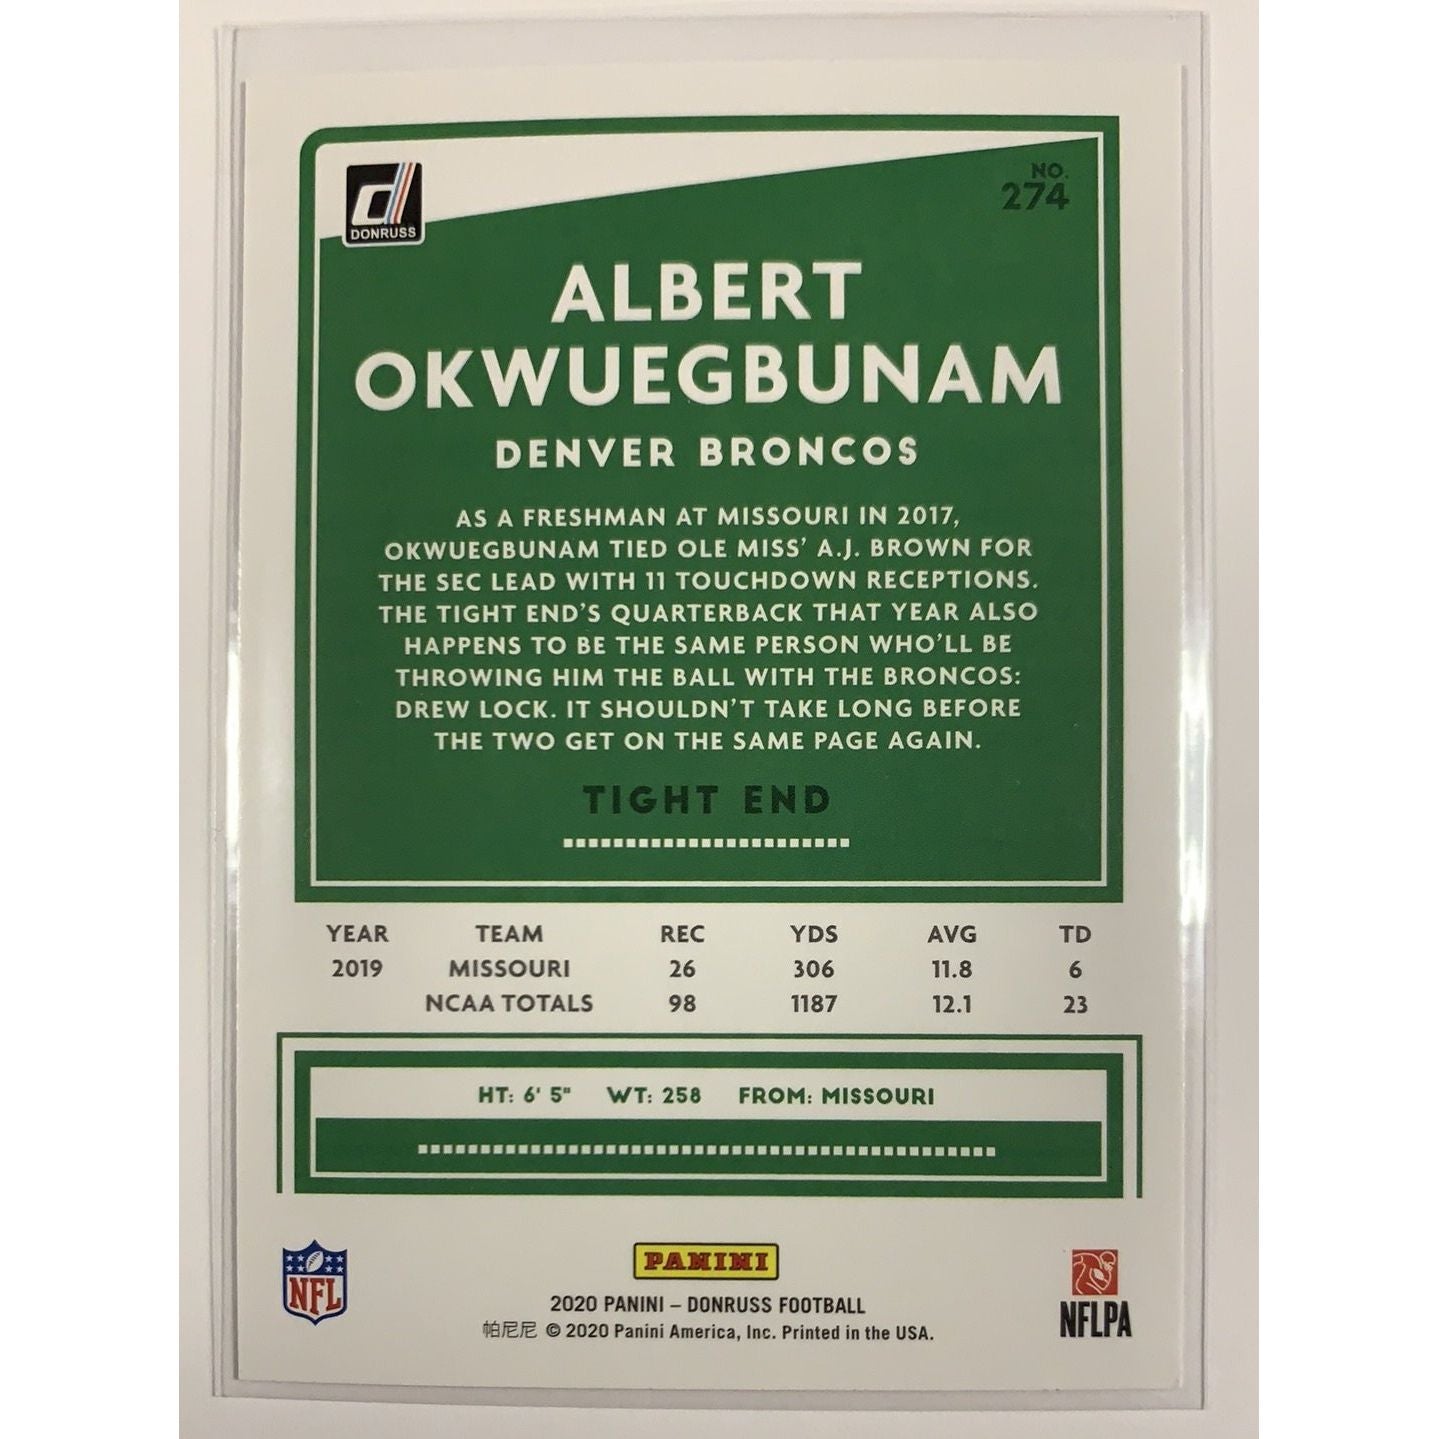 NO.
274
DONRUSS
ALBERT
OKWUEGBUNAM
DENVER BRONCOS
AS A FRESHMAN AT MISSOURI IN 2017,
OKWUEGBUNAM TIED OLE MISS' A.J. BROWN FOR
THE SEC LEAD WITH 11 TOUCHDOWN RECEPTIONS.
THE TIGHT END'S QUARTERBACK THAT YEAR ALSO
HAPPENS TO BE THE SAME PERSON WHO'LL BE
THROWING HIM THE BALL WITH THE BRONCOS:
DREW LOCK. IT SHOULDN'T TAKE LONG BEFORE
THE TWO GET ON THE SAME PAGE AGAIN.
TIGHT END
YEAR TEAM REC YDS AVG TD
2019 MISSOURI 26 306 11.8 6
NCAA TOTALS 98 1187 12.1 23
HT: 6' 5" WT: 258 FROM: MISSOURI
NFL
PANINI
NFLPA
2020 PANINI – DONRUSS FOOTBALL
帕尼尼 © 2020 Panini America, Inc. Printed in the USA.